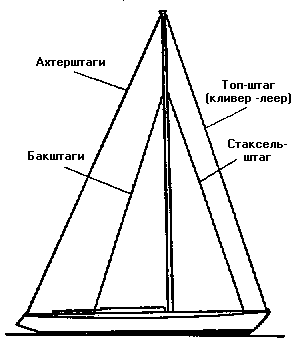 Ахтерштаги
Топ-штаг
(кливер -леер)
Бакштаги
Стаксель-
штаг